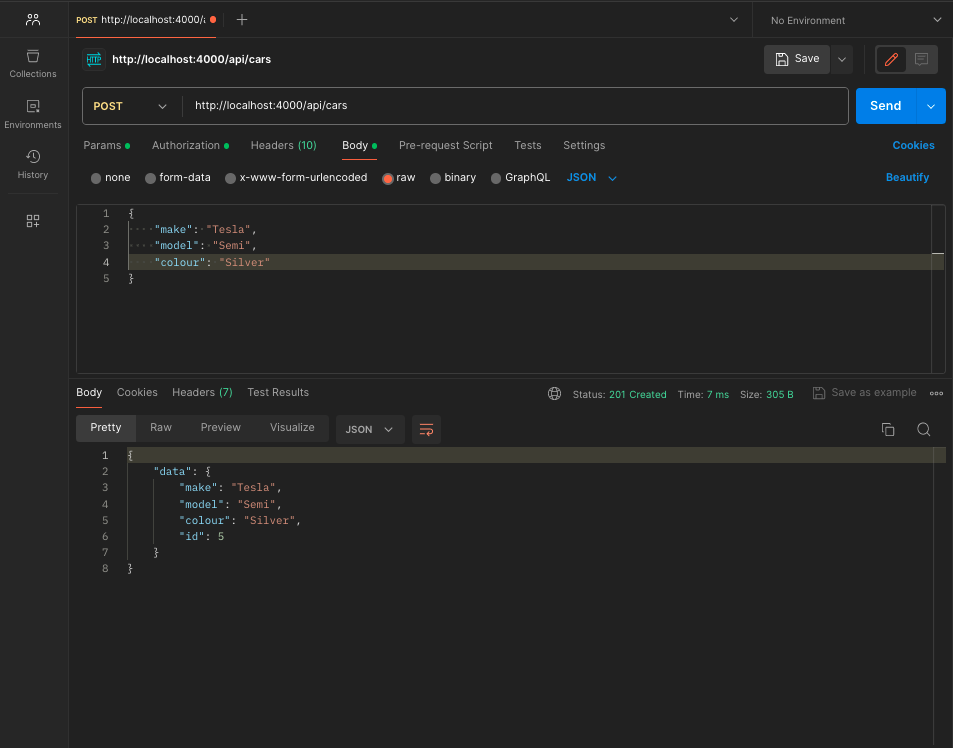 POST http://localhost:4000/a
No Environment
Collections
Environments
History
HTTP http://localhost:4000/api/cars
Save
POST http://localhost:4000/api/cars
Send
Params Authorization Headers (10) Body Pre-request Script Tests Settings Cookies
none form-data x-www-form-urlencoded raw binary GraphQL JSON Beautify
1 {
2 ····"make":·"Tesla",
3 ····"model":·"Semi",
4 ····"colour":·"Silver"
5 }
Body Cookies Headers (7) Test Results Status: 201 Created Time: 7 ms Size: 305 B Save as example
Pretty Raw Preview Visualize JSON
1 {
2 "data": {
3 "make": "Tesla",
4 "model": "Semi",
5 "colour": "Silver",
6 "id": 5
7 }
8 }